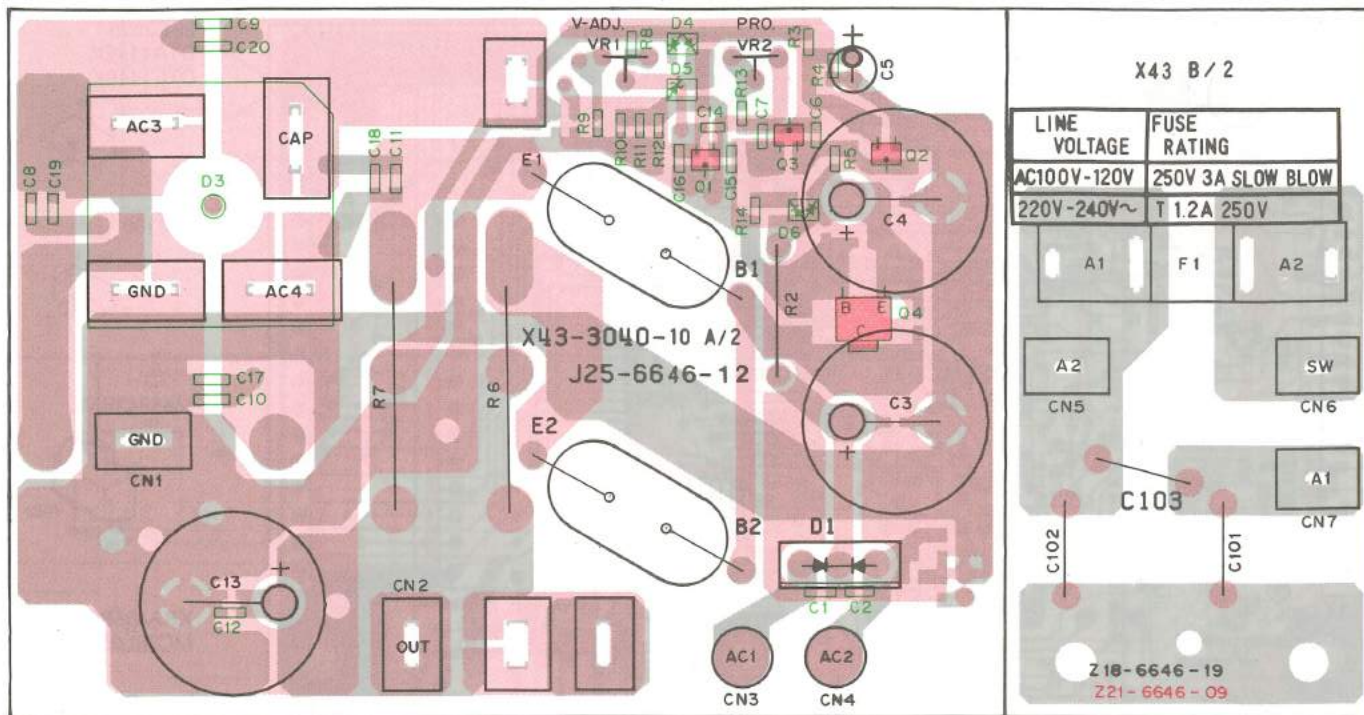 C9
C20
V-ADJ.
VR1
R8
D4
D5
PRO.
VR2
R3
R4
C5
R13
C14
C7
C6
AC3
CAP
C18
C11
R9
R10
R11
R12
E1
C16
Q1
C15
Q3
R5
Q2
C8
C19
D3
R14
D6
C4
+
+
GND
AC4
B1
R2
B
E
C
Q4
X43-3040-10 A/2
J25-6646-12
C17
C10
R7
R6
C3
+
GND
CN1
E2
B2
D1
C13
+
C12
CN2
OUT
C1
C2
AC1
CN3
AC2
CN4
X43 B/2
LINE VOLTAGE
FUSE RATING
AC100V-120V
250V 3A SLOW BLOW
220V-240V~
T 1.2A 250V
A1
F1
A2
A2
CN5
SW
CN6
C103
A1
CN7
C102
C101
Z18-6646-19
Z21-6646-09